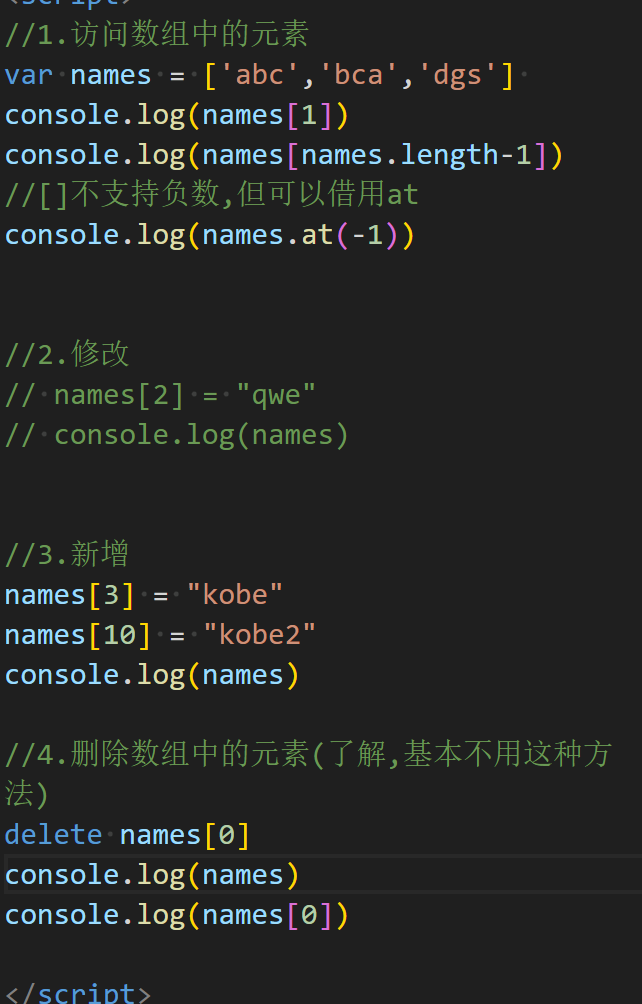 <script>
//1.访问数组中的元素
var names = ['abc','bca','dgs']
console.log(names[1])
console.log(names[names.length-1])
//[]不支持负数,但可以借用at
console.log(names.at(-1))
//2.修改
// names[2] = "qwe"
// console.log(names)
//3.新增
names[3] = "kobe"
names[10] = "kobe2"
console.log(names)
//4.删除数组中的元素(了解,基本不用这种方
法)
delete names[0]
console.log(names)
console.log(names[0])
</script>